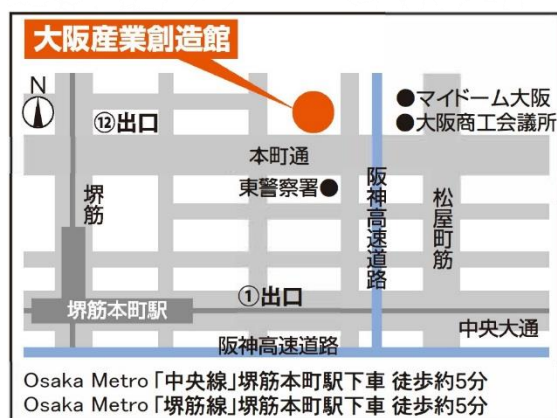 大阪産業創造館
N
⑫出口
●マイドーム大阪
●大阪商工会議所
本町通
東警察署●
堺筋
阪神高速道路
松屋町筋
①出口
堺筋本町駅
中央大通
阪神高速道路
Osaka Metro「中央線」堺筋本町駅下車 徒歩約5分
Osaka Metro「堺筋線」堺筋本町駅下車 徒歩約5分